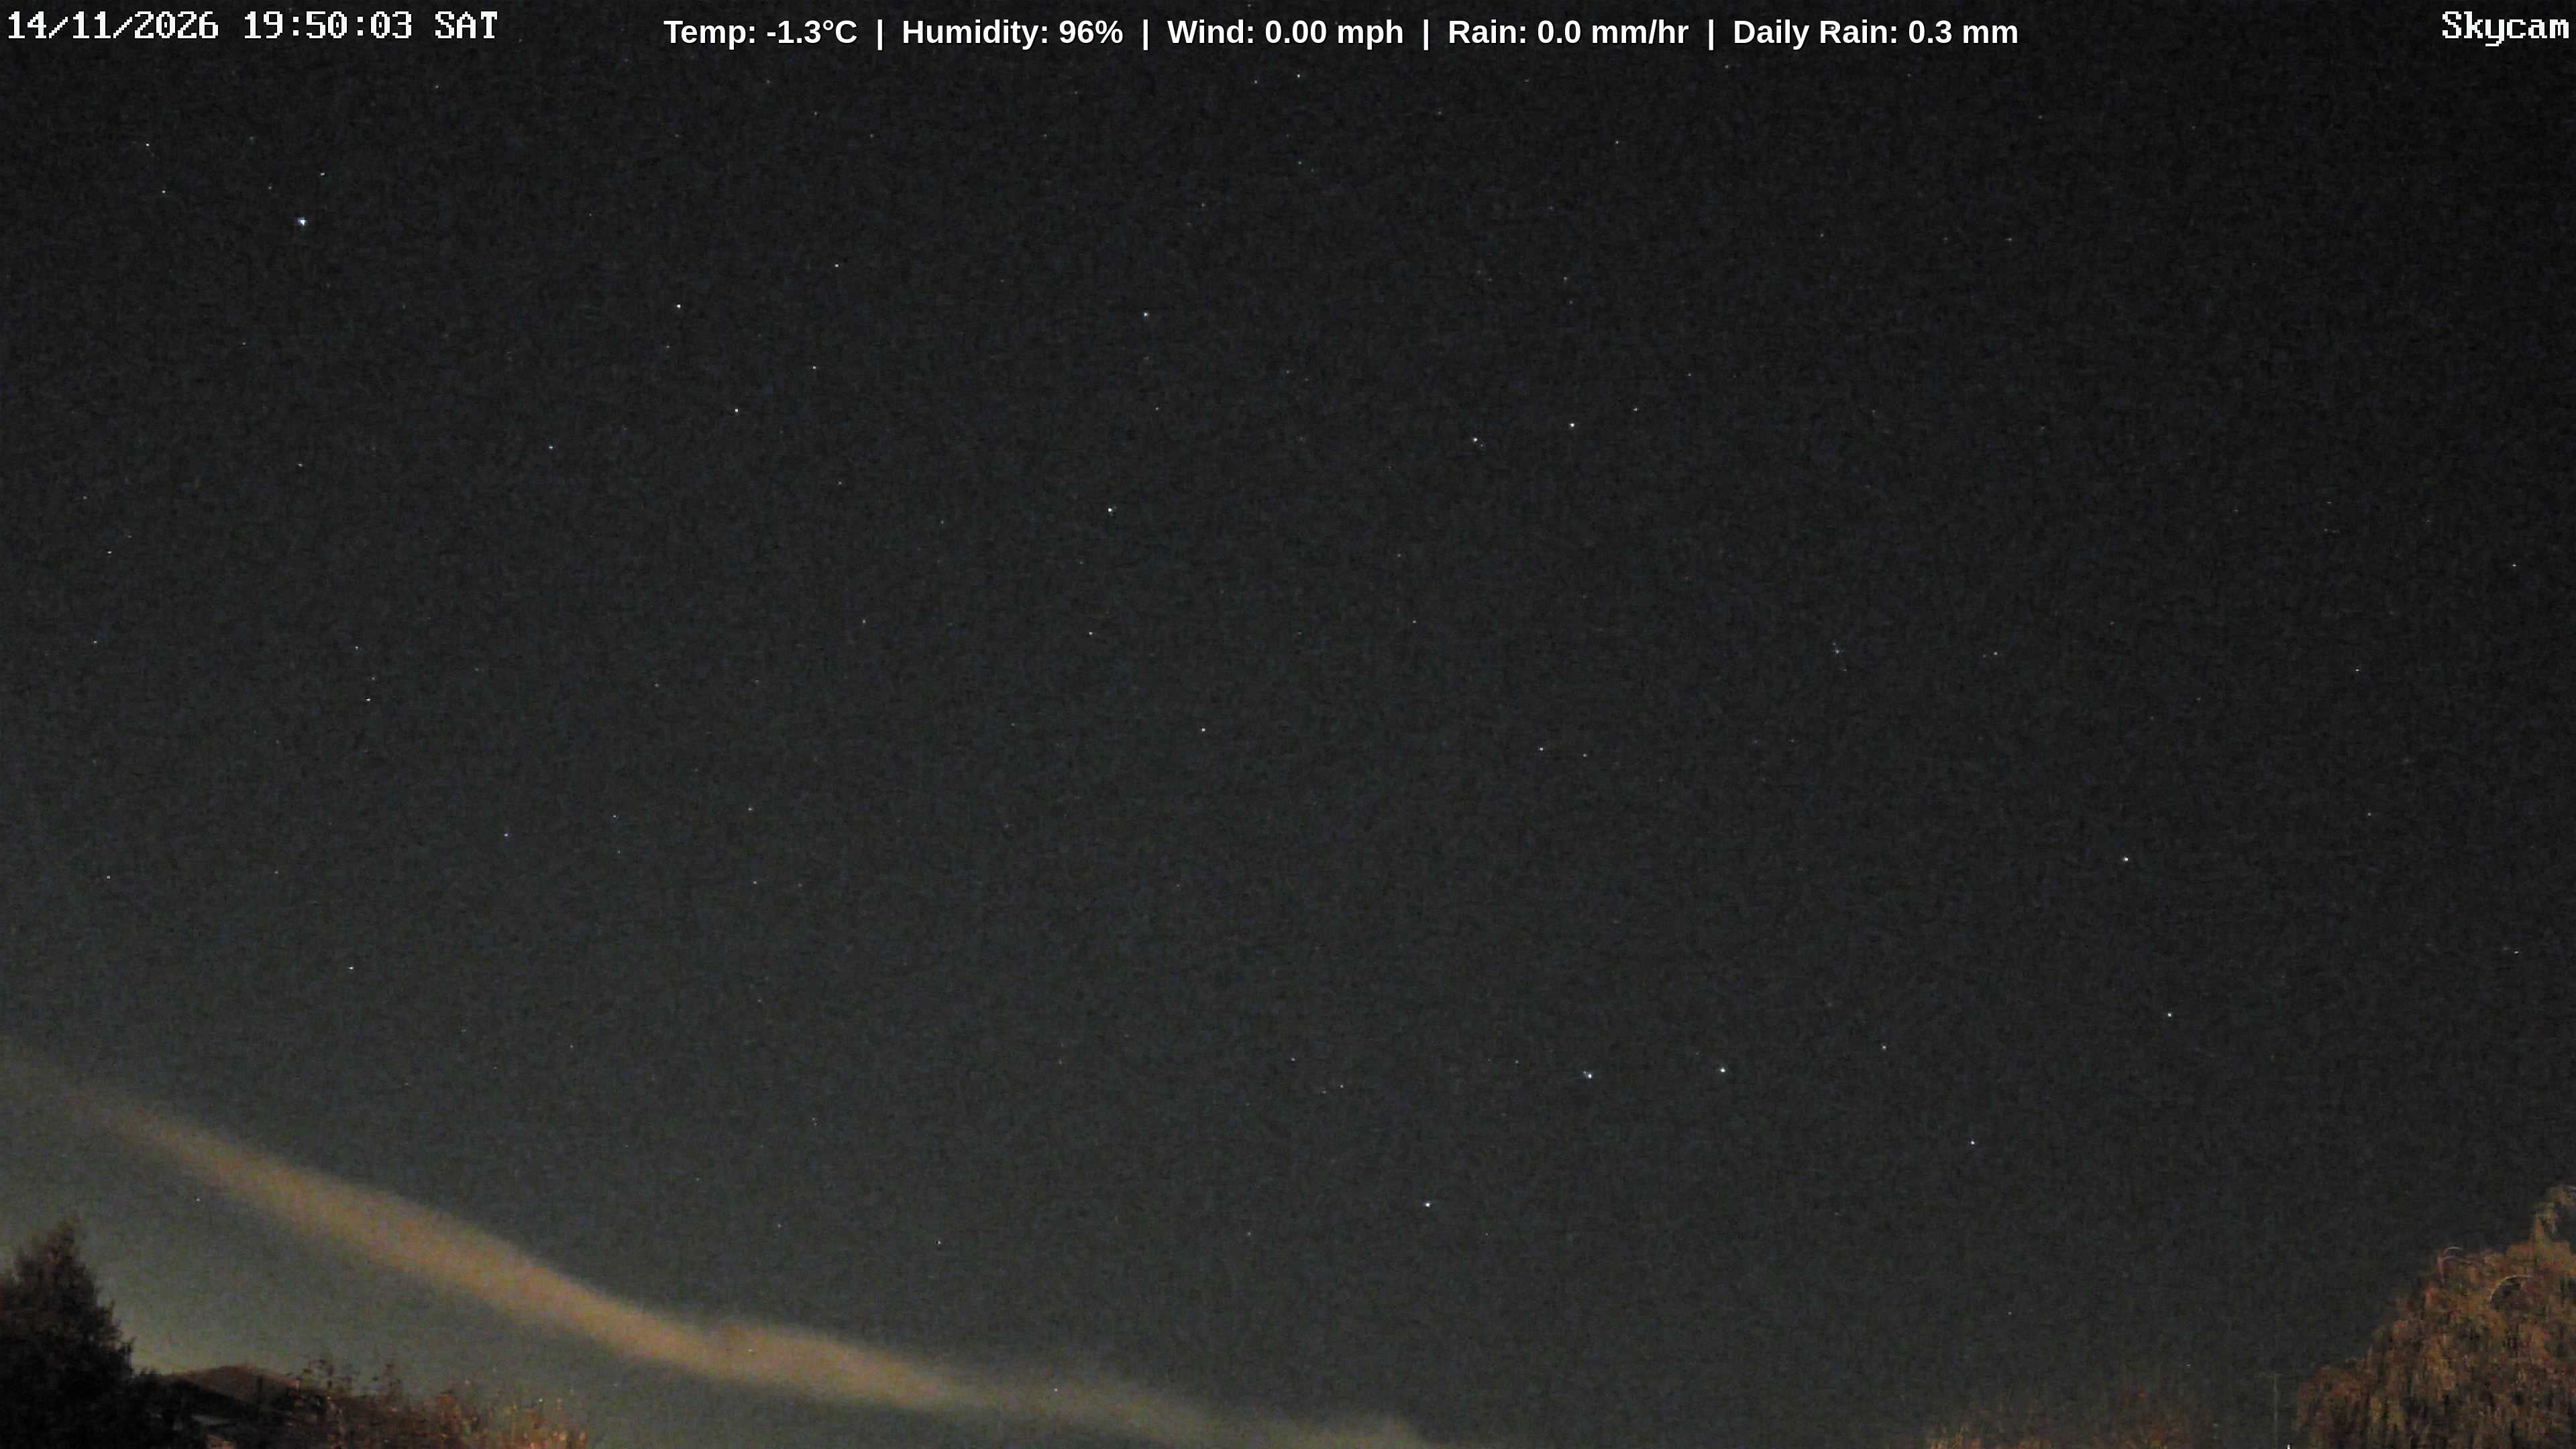 14/11/2026 19:50:03 SAT
Temp: -1.3°C | Humidity: 96% | Wind: 0.00 mph | Rain: 0.0 mm/hr | Daily Rain: 0.3 mm
Skycam